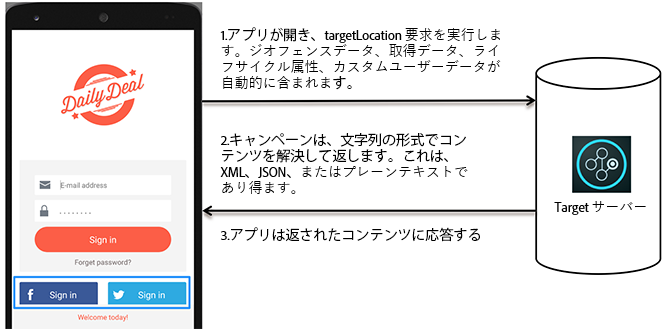 Daily Deal
E-mail address
Sign in
Forget password?
Sign in
Sign in
Welcome today!
1.アプリが開き、targetLocation 要求を実行しま
す。ジオフェンスデータ、取得データ、ライ
フサイクル属性、カスタムユーザーデータが
自動的に含まれます。
2.キャンペーンは、文字列の形式でコン
テンツを解決して返します。これは、
XML、JSON、またはプレーンテキストで
あり得ます。
3.アプリは返されたコンテンツに応答する
Target サーバー